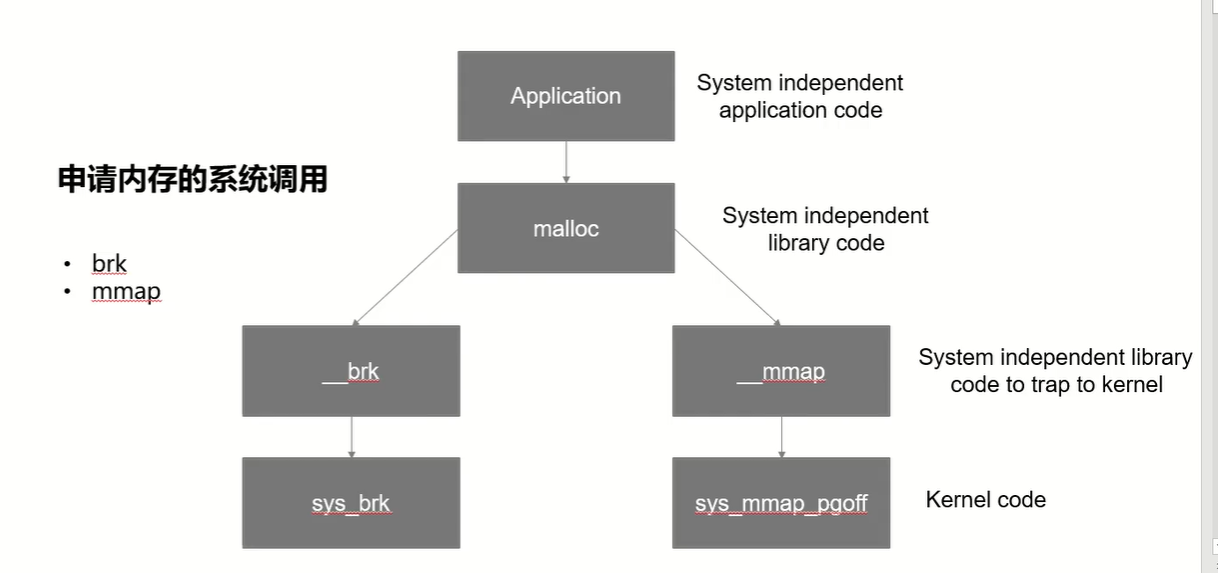 Application
System independent
application code
申请内存的系统调用
malloc
System independent
library code
• brk
• mmap
__brk
__mmap
System independent library
code to trap to kernel
sys_brk
sys_mmap_pgoff
Kernel code